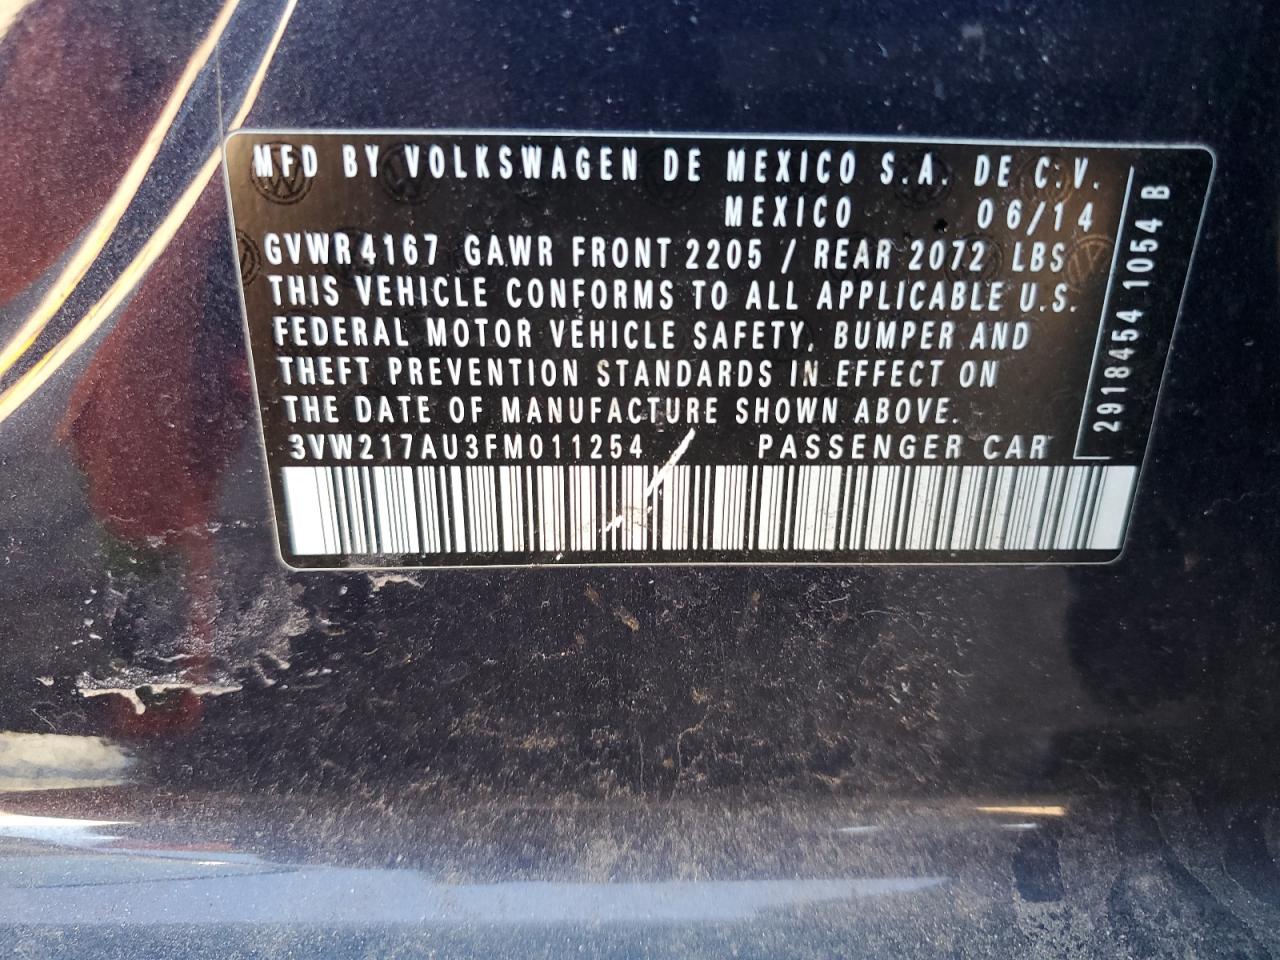 MFD BY VOLKSWAGEN DE MEXICO S.A. DE C.V.
MEXICO 06/14
GVWR 4167 GAWR FRONT 2205 / REAR 2072 LBS
THIS VEHICLE CONFORMS TO ALL APPLICABLE U.S.
FEDERAL MOTOR VEHICLE SAFETY, BUMPER AND
THEFT PREVENTION STANDARDS IN EFFECT ON
THE DATE OF MANUFACTURE SHOWN ABOVE.
3VW217AU3FM011254 PASSENGER CAR
2918454 1054 B